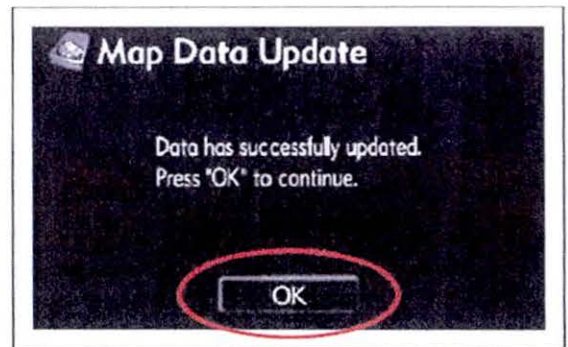 Map Data Update
Data has successfully updated.
Press "OK" to continue.
OK